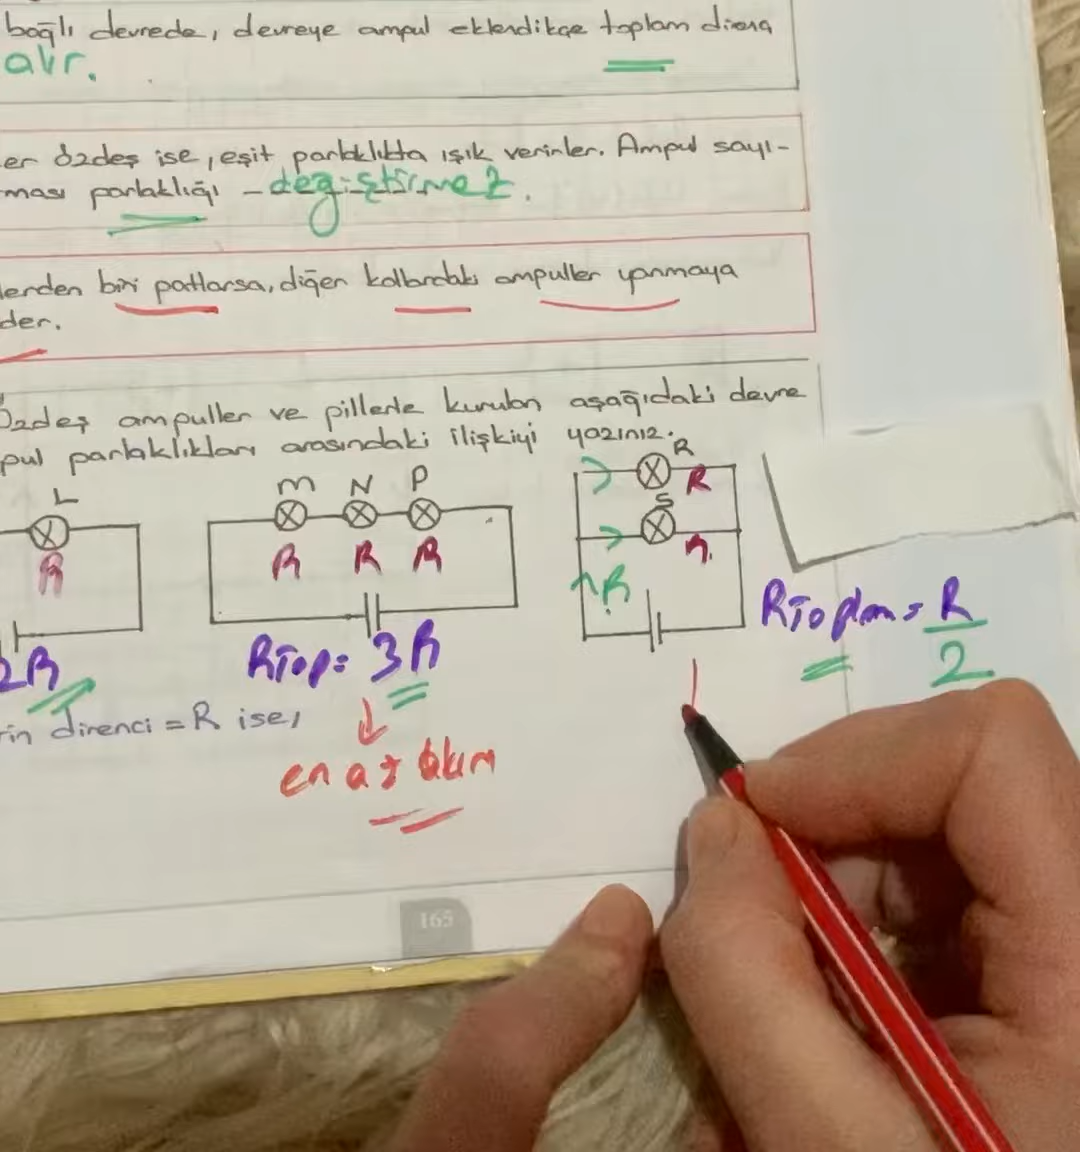 bağlı devrede, devreye ampul eklendikçe toplam diren
alır.
er özdeş ise, eşit parlaklıkta ışık verirler. Ampul sayı-
ması parlaklığı - değiştirmez.
lerden biri patlarsa, diğer kollardaki ampuller yanmaya
der.
Özdeş ampuller ve pillerle kurulan aşağıdaki devre
pul parlaklıkları arasındaki ilişkiyi yazınız.
L M N P R
R
S
R R R R R
R
2R RTop = 3R RToplam = R/2
rin direnci = R ise,
en az akım
165